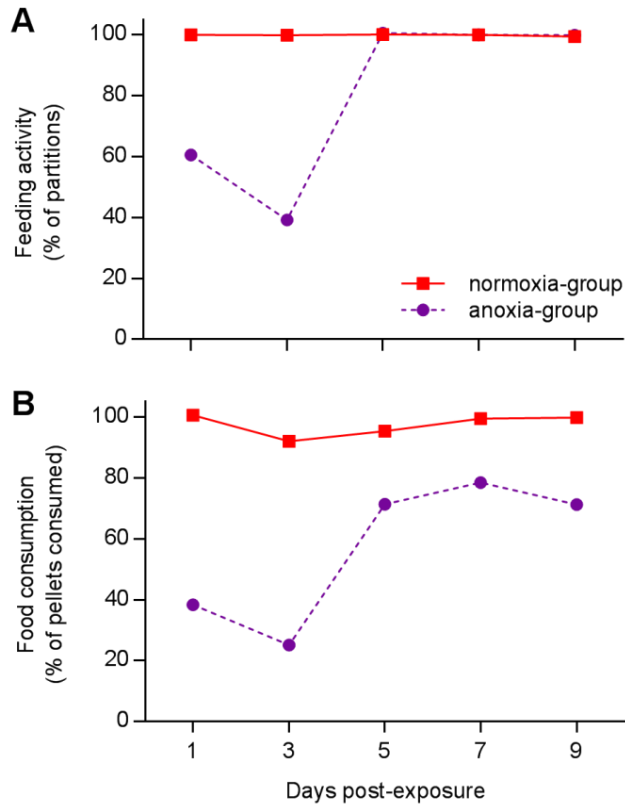 A
100
80
60
40
20
0
Feeding activity
(% of partitions)
normoxia-group
anoxia-group
B
100
80
60
40
20
0
Food consumption
(% of pellets consumed)
1 3 5 7 9
Days post-exposure